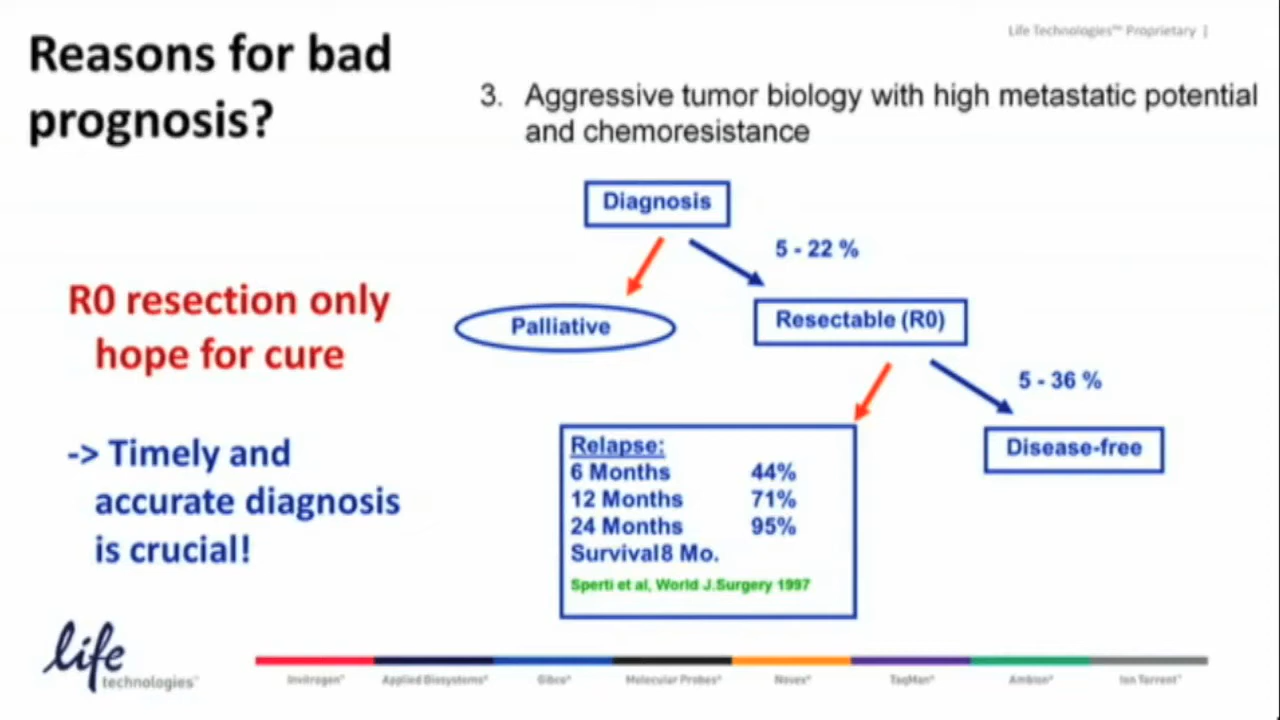 Life Technologies™ Proprietary |
Reasons for bad
prognosis?
3. Aggressive tumor biology with high metastatic potential
and chemoresistance
Diagnosis
5 - 22 %
Palliative
Resectable (R0)
5 - 36 %
Disease-free
R0 resection only
hope for cure
-> Timely and
accurate diagnosis
is crucial!
Relapse:
6 Months 44%
12 Months 71%
24 Months 95%
Survival8 Mo.
Sperti et al, World J.Surgery 1997
life
technologies™
Invitrogen™ Applied Biosystems® Gibco® Molecular Probes® Novex® TaqMan® Ambion® Ion Torrent™